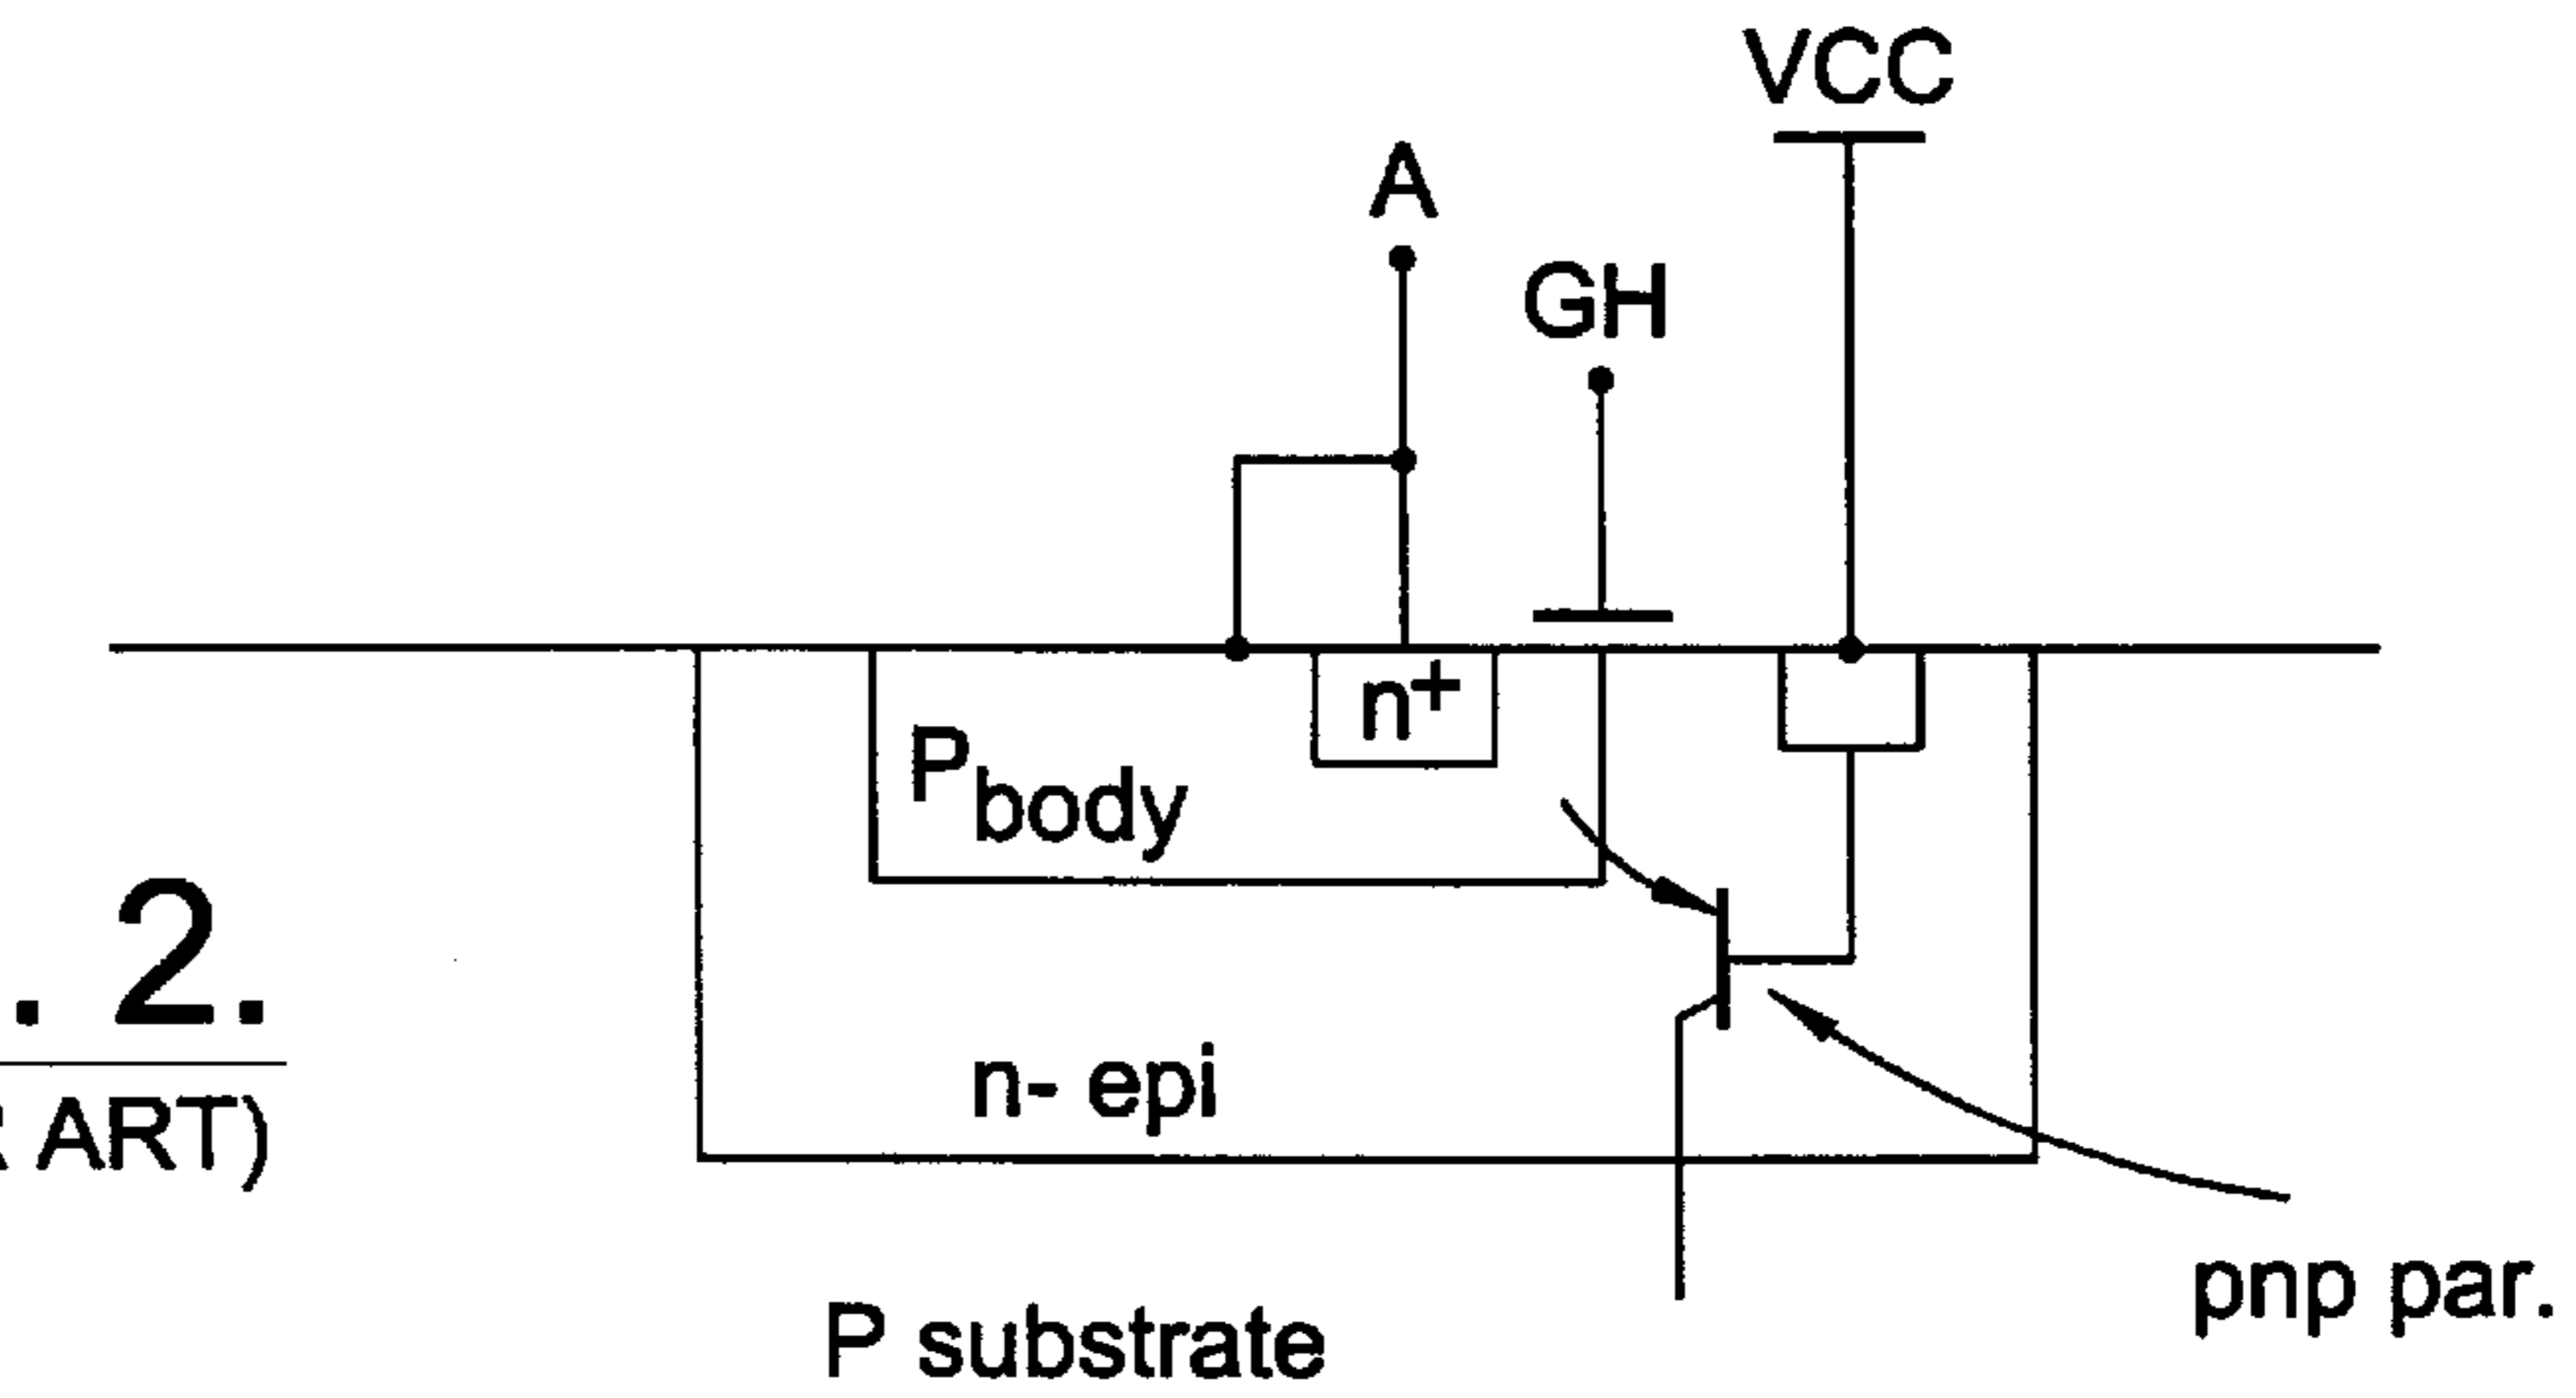 VCC
A
GH
n+
Pbody
. 2.
ART)
n- epi
pnp par.
P substrate